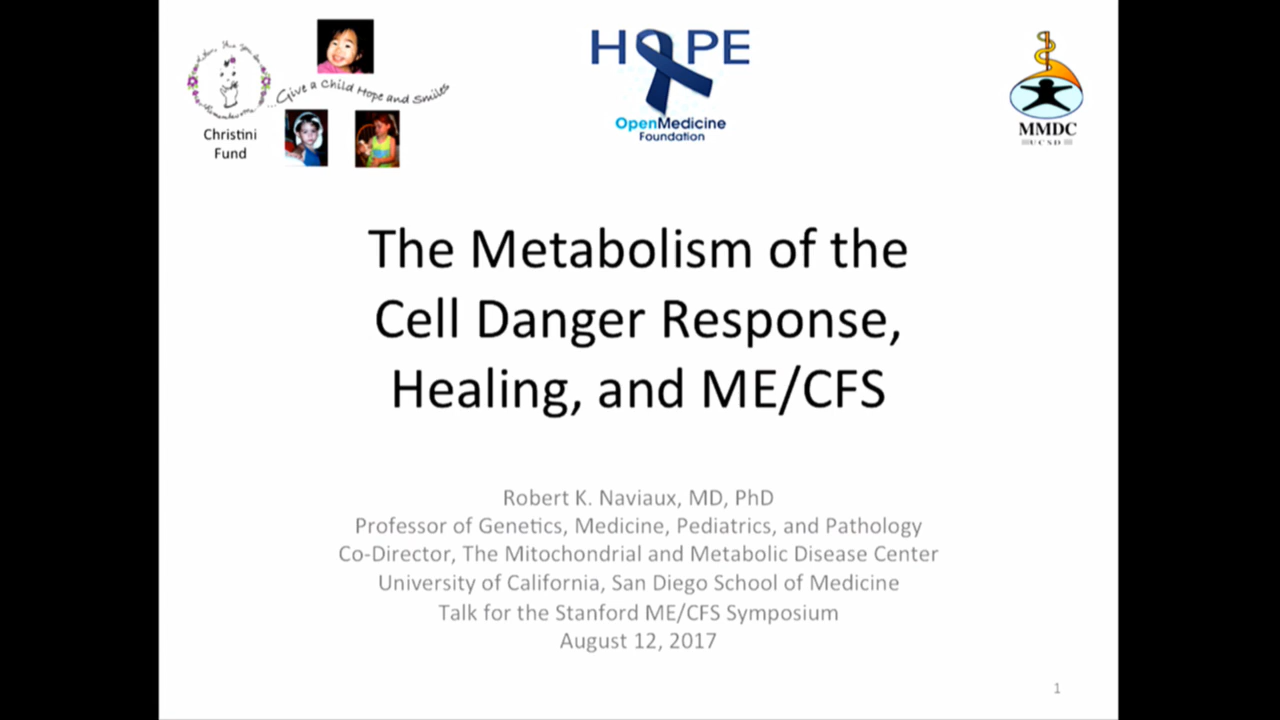 Christini
Fund
Give a Child Hope and Smiles
HOPE
OpenMedicine
Foundation
MMDC
UCSD
The Metabolism of the
Cell Danger Response,
Healing, and ME/CFS
Robert K. Naviaux, MD, PhD
Professor of Genetics, Medicine, Pediatrics, and Pathology
Co-Director, The Mitochondrial and Metabolic Disease Center
University of California, San Diego School of Medicine
Talk for the Stanford ME/CFS Symposium
August 12, 2017
1